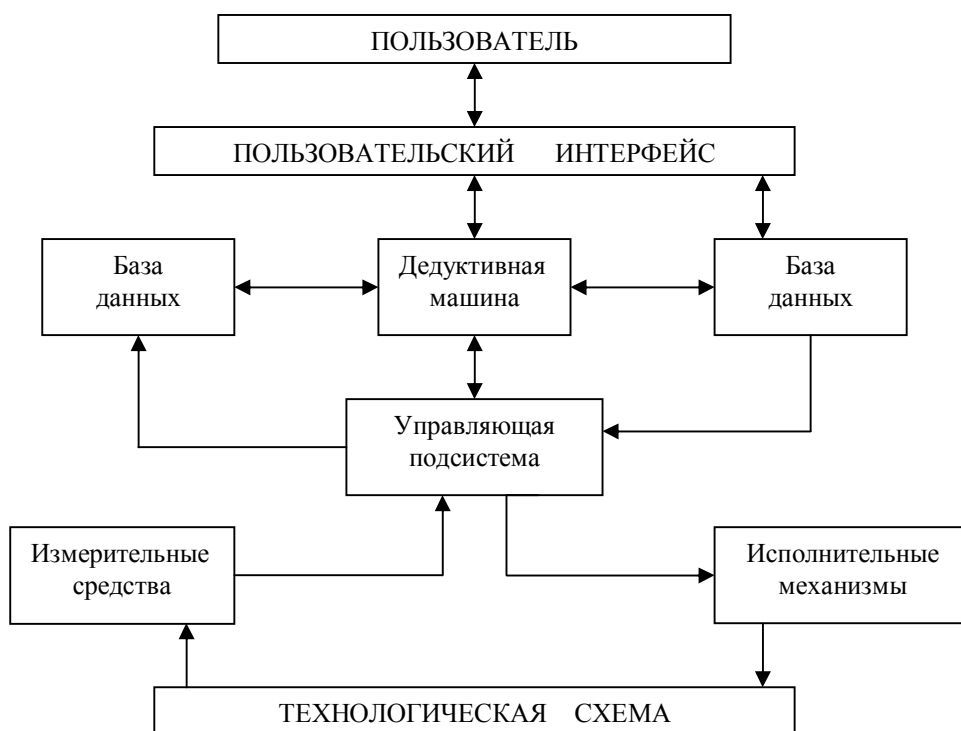 ПОЛЬЗОВАТЕЛЬ
ПОЛЬЗОВАТЕЛЬСКИЙ ИНТЕРФЕЙС
База
данных
Дедуктивная
машина
База
данных
Управляющая
подсистема
Измерительные
средства
Исполнительные
механизмы
ТЕХНОЛОГИЧЕСКАЯ СХЕМА